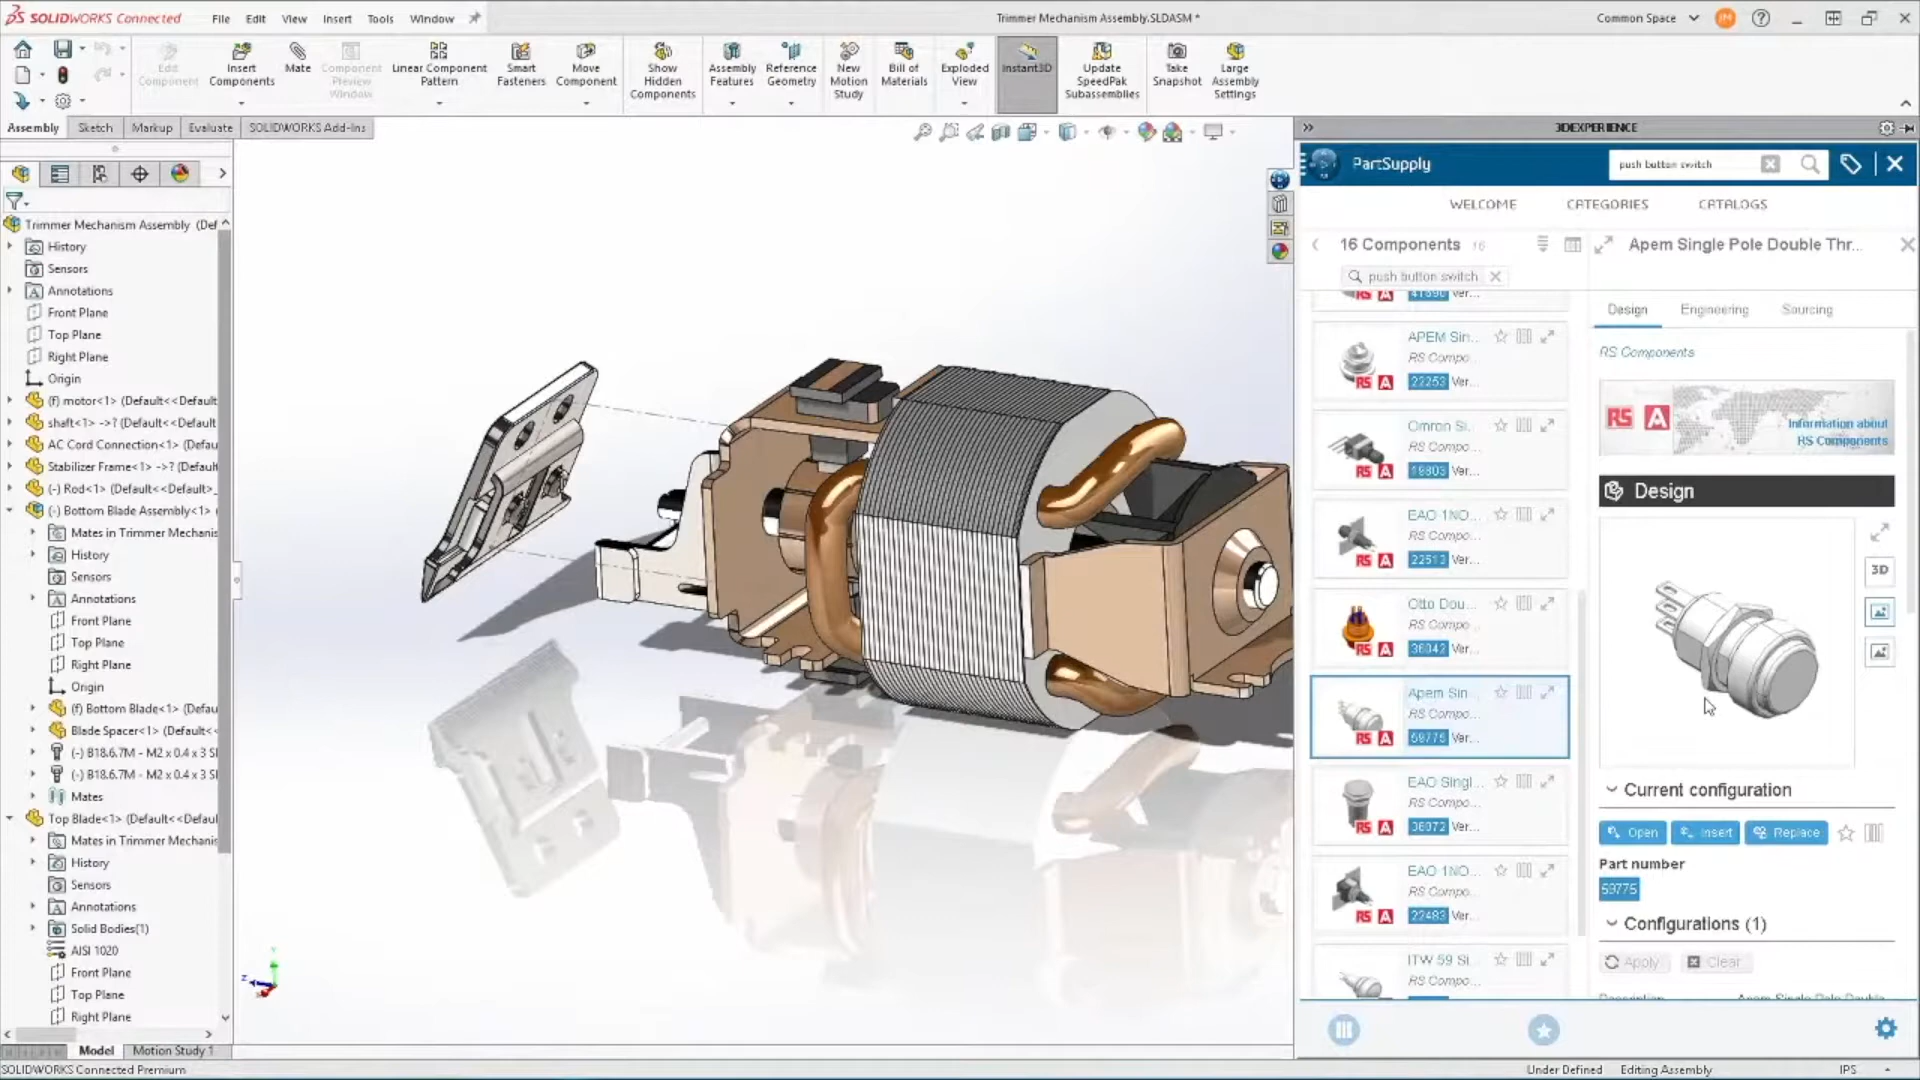 SOLIDWORKS Connected
File Edit View Insert Tools Window
Trimmer Mechanism Assembly.SLDASM *
Common Space
Edit Component
Insert Components
Mate
Component Preview Window
Linear Component Pattern
Smart Fasteners
Move Component
Show Hidden Components
Assembly Features
Reference Geometry
New Motion Study
Bill of Materials
Exploded View
Instant3D
Update SpeedPak Subassemblies
Take Snapshot
Large Assembly Settings
Assembly Sketch Markup Evaluate SOLIDWORKS Add-Ins
3DEXPERIENCE
Trimmer Mechanism Assembly (Def
History
Sensors
Annotations
Front Plane
Top Plane
Right Plane
Origin
(f) motor<1> (Default<<Default
shaft<1> ->? (Default<<Default
AC Cord Connection<1> (Defau
Stabilizer Frame<1> ->? (Default
(-) Rod<1> (Default<<Default>_
(-) Bottom Blade Assembly<1> (
Mates in Trimmer Mechanis
History
Sensors
Annotations
Front Plane
Top Plane
Right Plane
Origin
(f) Bottom Blade<1> (Defau
Blade Spacer<1> (Default<
(-) B18.6.7M - M2 x 0.4 x 3 Sl
(-) B18.6.7M - M2 x 0.4 x 3 Sl
Mates
Top Blade<1> (Default<<Defaul
Mates in Trimmer Mechanis
History
Sensors
Annotations
Solid Bodies(1)
AISI 1020
Front Plane
Top Plane
Right Plane
Model Motion Study 1
SOLIDWORKS Connected Premium
Under Defined Editing Assembly IPS
PartSupply
push button switch
WELCOME CATEGORIES CATALOGS
16 Components 16
push button switch
Ver...
APEM Sin...
RS Compo...
22253 Ver...
Omron Si...
RS Compo...
19803 Ver...
EAO 1NO...
RS Compo...
22513 Ver...
Otto Dou...
RS Compo...
36042 Ver...
Apem Sin...
RS Compo...
59775 Ver...
EAO Singl...
RS Compo...
36072 Ver...
EAO 1NO...
RS Compo...
22483 Ver...
ITW 59 Si...
RS Compo...
Apem Single Pole Double Thr...
Design Engineering Sourcing
RS Components
RS A
Information about
RS Components
Design
3D
Current configuration
Open Insert Replace
Part number
59775
Configurations (1)
Apply Clear